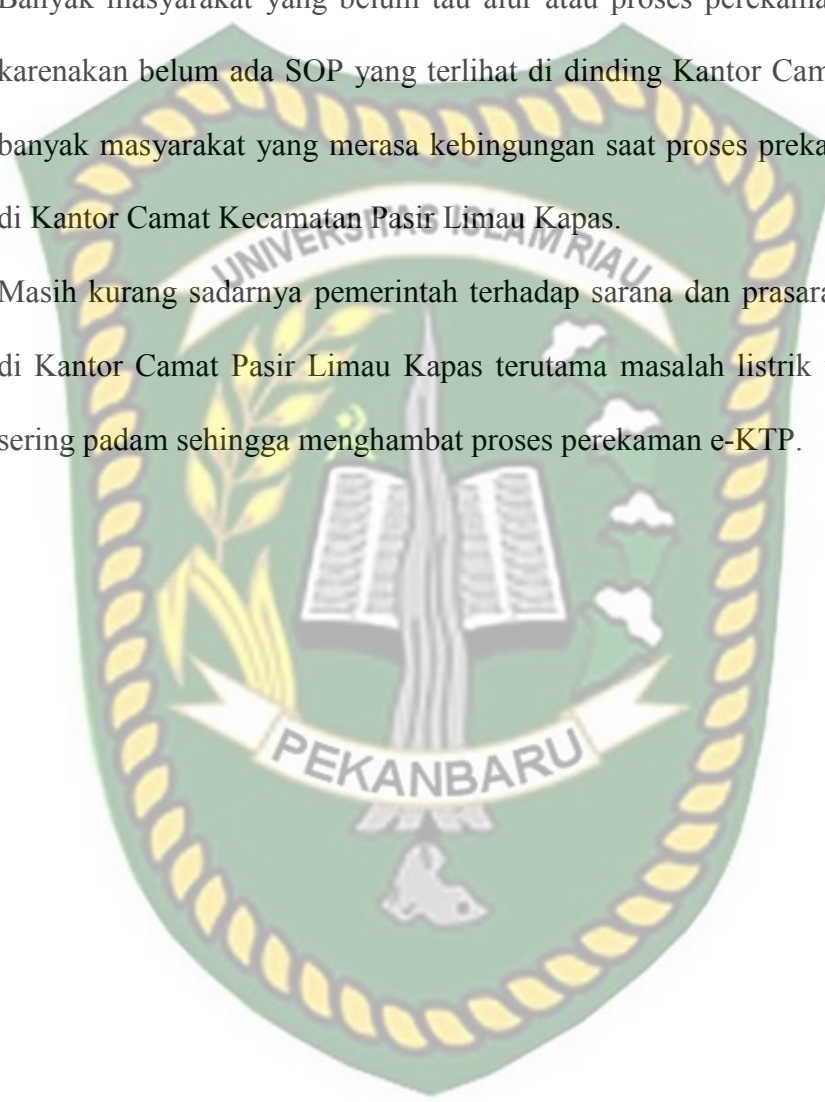 Banyak masyarakat yang belum tau alur atau proses perekama
karenakan belum ada SOP yang terlihat di dinding Kantor Cam
banyak masyarakat yang merasa kebingungan saat proses preka
di Kantor Camat Kecamatan Pasir Limau Kapas.
UNIVERSITAS ISLAM RIAU
Masih kurang sadarnya pemerintah terhadap sarana dan prasara
di Kantor Camat Pasir Limau Kapas terutama masalah listrik
sering padam sehingga menghambat proses perekaman e-KTP.
PEKANBARU